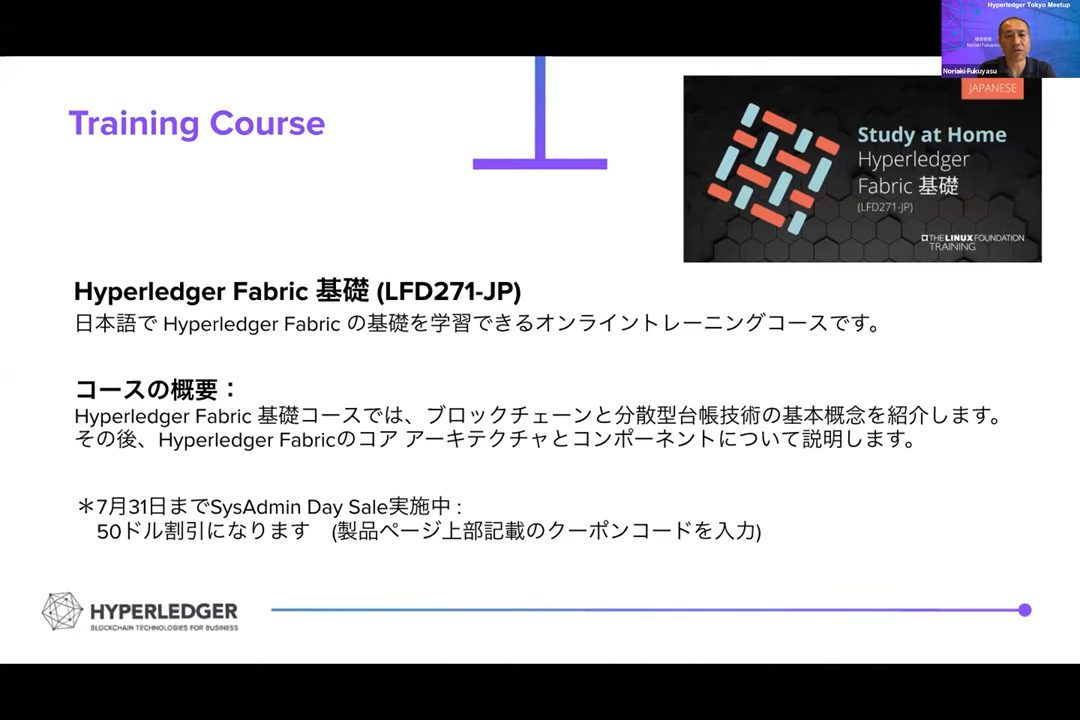 Hyperledger Tokyo Meetup
Noriaki Fukuyasu
JAPANESE
Training Course
Study at Home
Hyperledger
Fabric 基礎
(LFD271-JP)
THE LINUX FOUNDATION
TRAINING
Hyperledger Fabric 基礎 (LFD271-JP)
日本語で Hyperledger Fabric の基礎を学習できるオンライントレーニングコースです。
コースの概要：
Hyperledger Fabric 基礎コースでは、ブロックチェーンと分散型台帳技術の基本概念を紹介します。
その後、Hyperledger Fabricのコア アーキテクチャとコンポーネントについて説明します。
＊7月31日までSysAdmin Day Sale実施中 :
50ドル割引になります　(製品ページ上部記載のクーポンコードを入力)
HYPERLEDGER
BLOCKCHAIN TECHNOLOGIES FOR BUSINESS